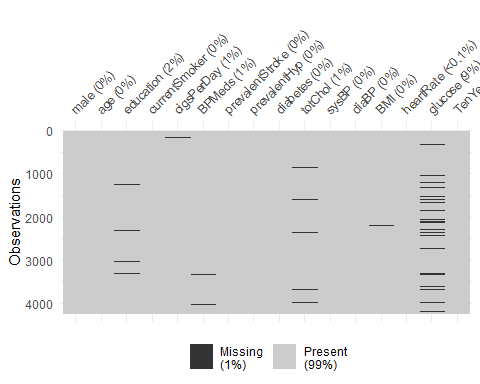 male (0%)
age (0%)
education (2%)
currentSmoker (0%)
cigsPerDay (1%)
BPMeds (1%)
prevalentStroke (0%)
prevalentHyp (0%)
diabetes (0%)
totChol (1%)
sysBP (0%)
diaBP (0%)
BMI (0%)
heartRate (<0.1%)
glucose (9%)
TenYe
Observations
0
1000
2000
3000
4000
Missing
(1%)
Present
(99%)